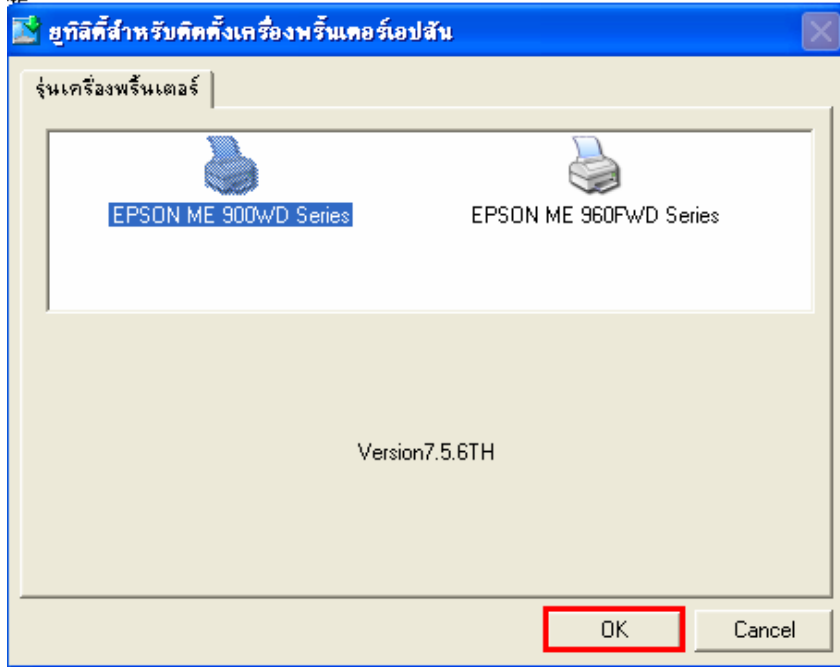 ยูทิลิตี้สำหรับติดตั้งเครื่องพริ้นเตอร์เอปสัน
รุ่นเครื่องพริ้นเตอร์
EPSON ME 900WD Series EPSON ME 960FWD Series
Version7.5.6TH
OK Cancel